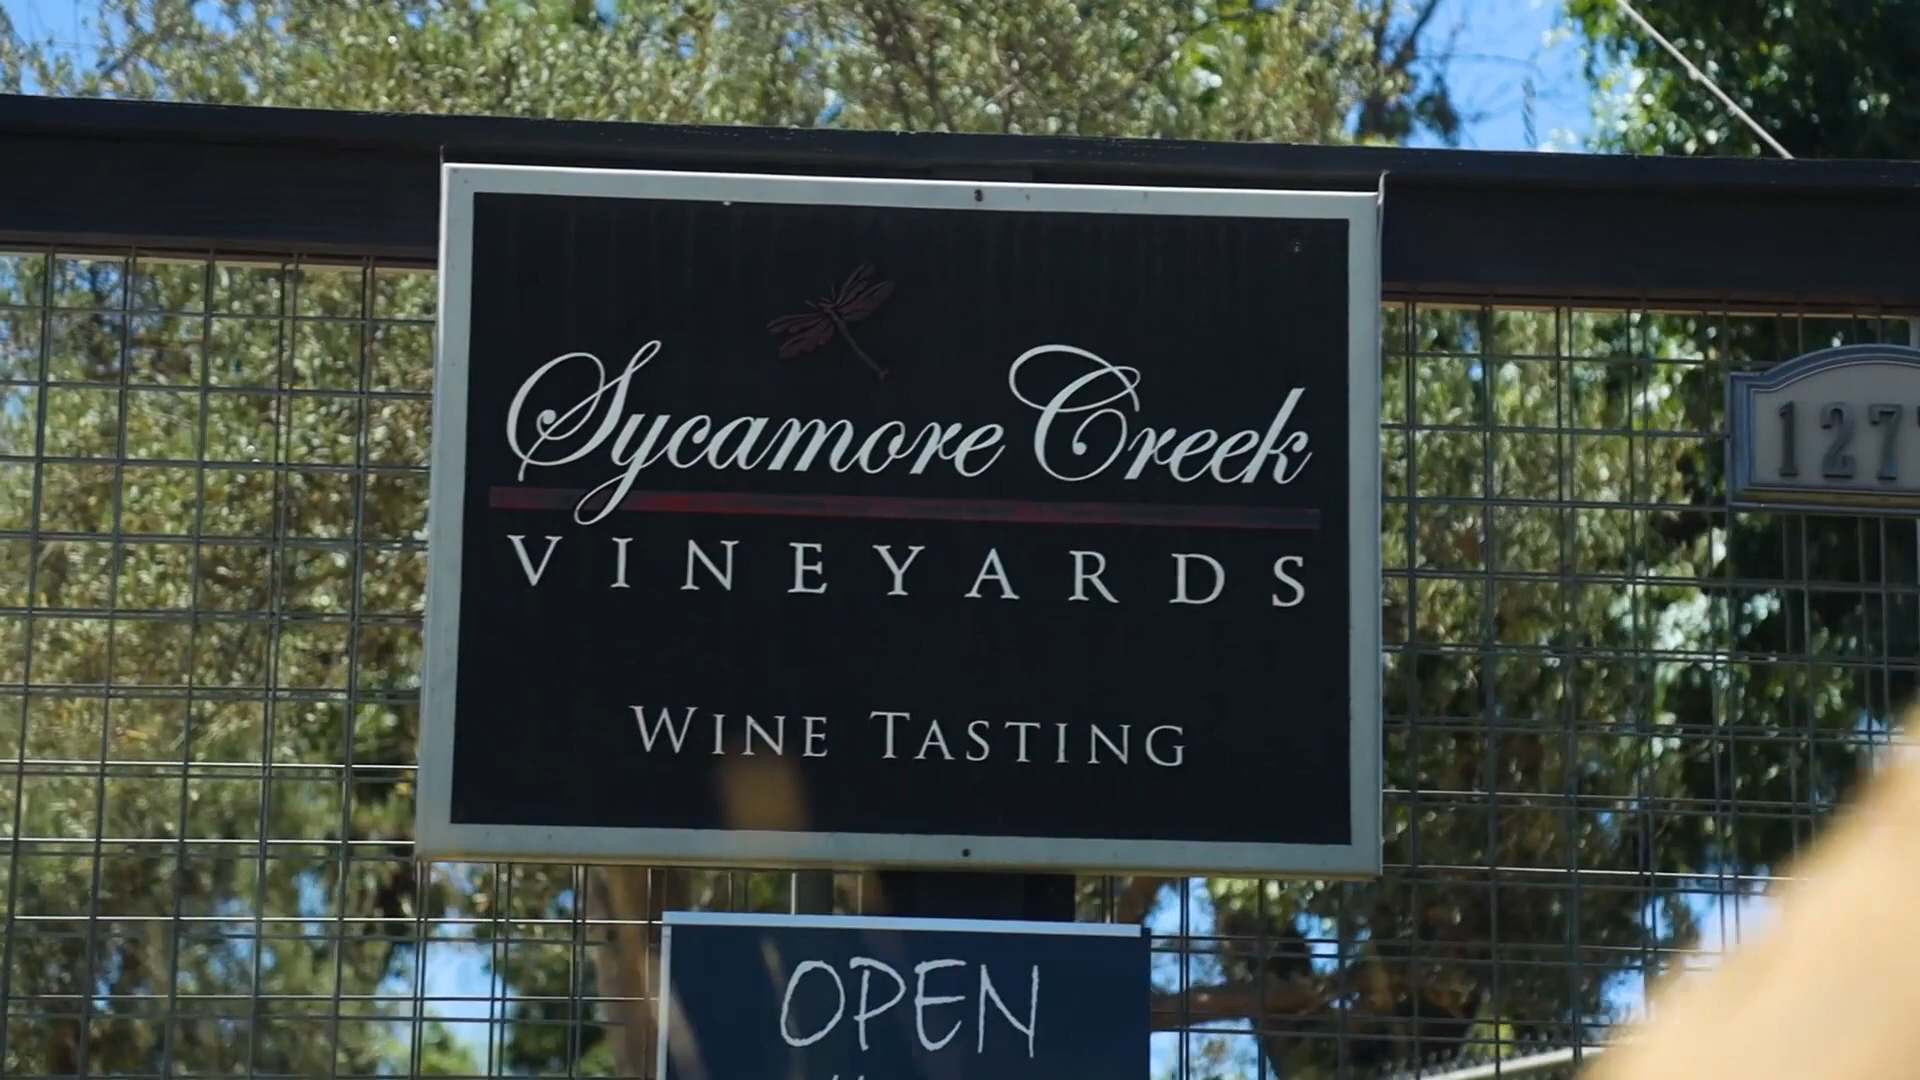 Sycamore Creek
VINEYARDS
WINE TASTING
127
OPEN